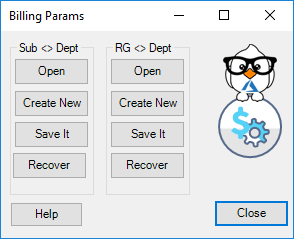 Billing Params
Sub <> Dept
Open
Create New
Save It
Recover
RG <> Dept
Open
Create New
Save It
Recover
Help
Close